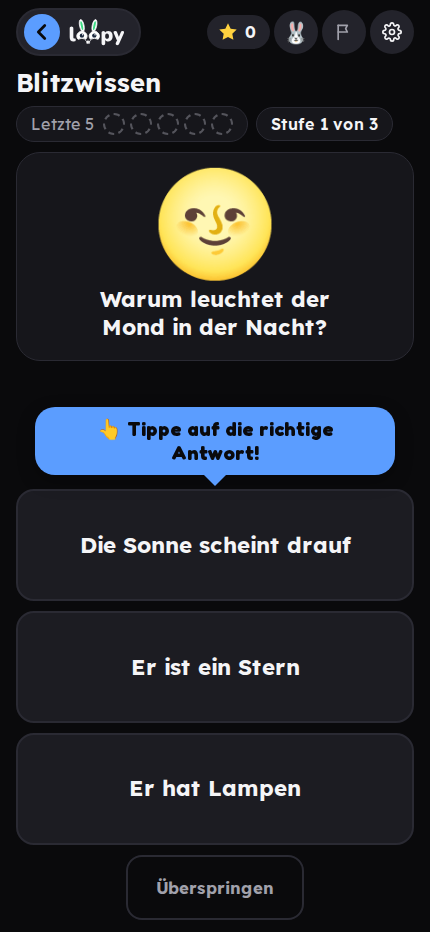 loopy
0
Blitzwissen
Letzte 5
Stufe 1 von 3
Warum leuchtet der
Mond in der Nacht?
👆 Tippe auf die richtige
Antwort!
Die Sonne scheint drauf
Er ist ein Stern
Er hat Lampen
Überspringen